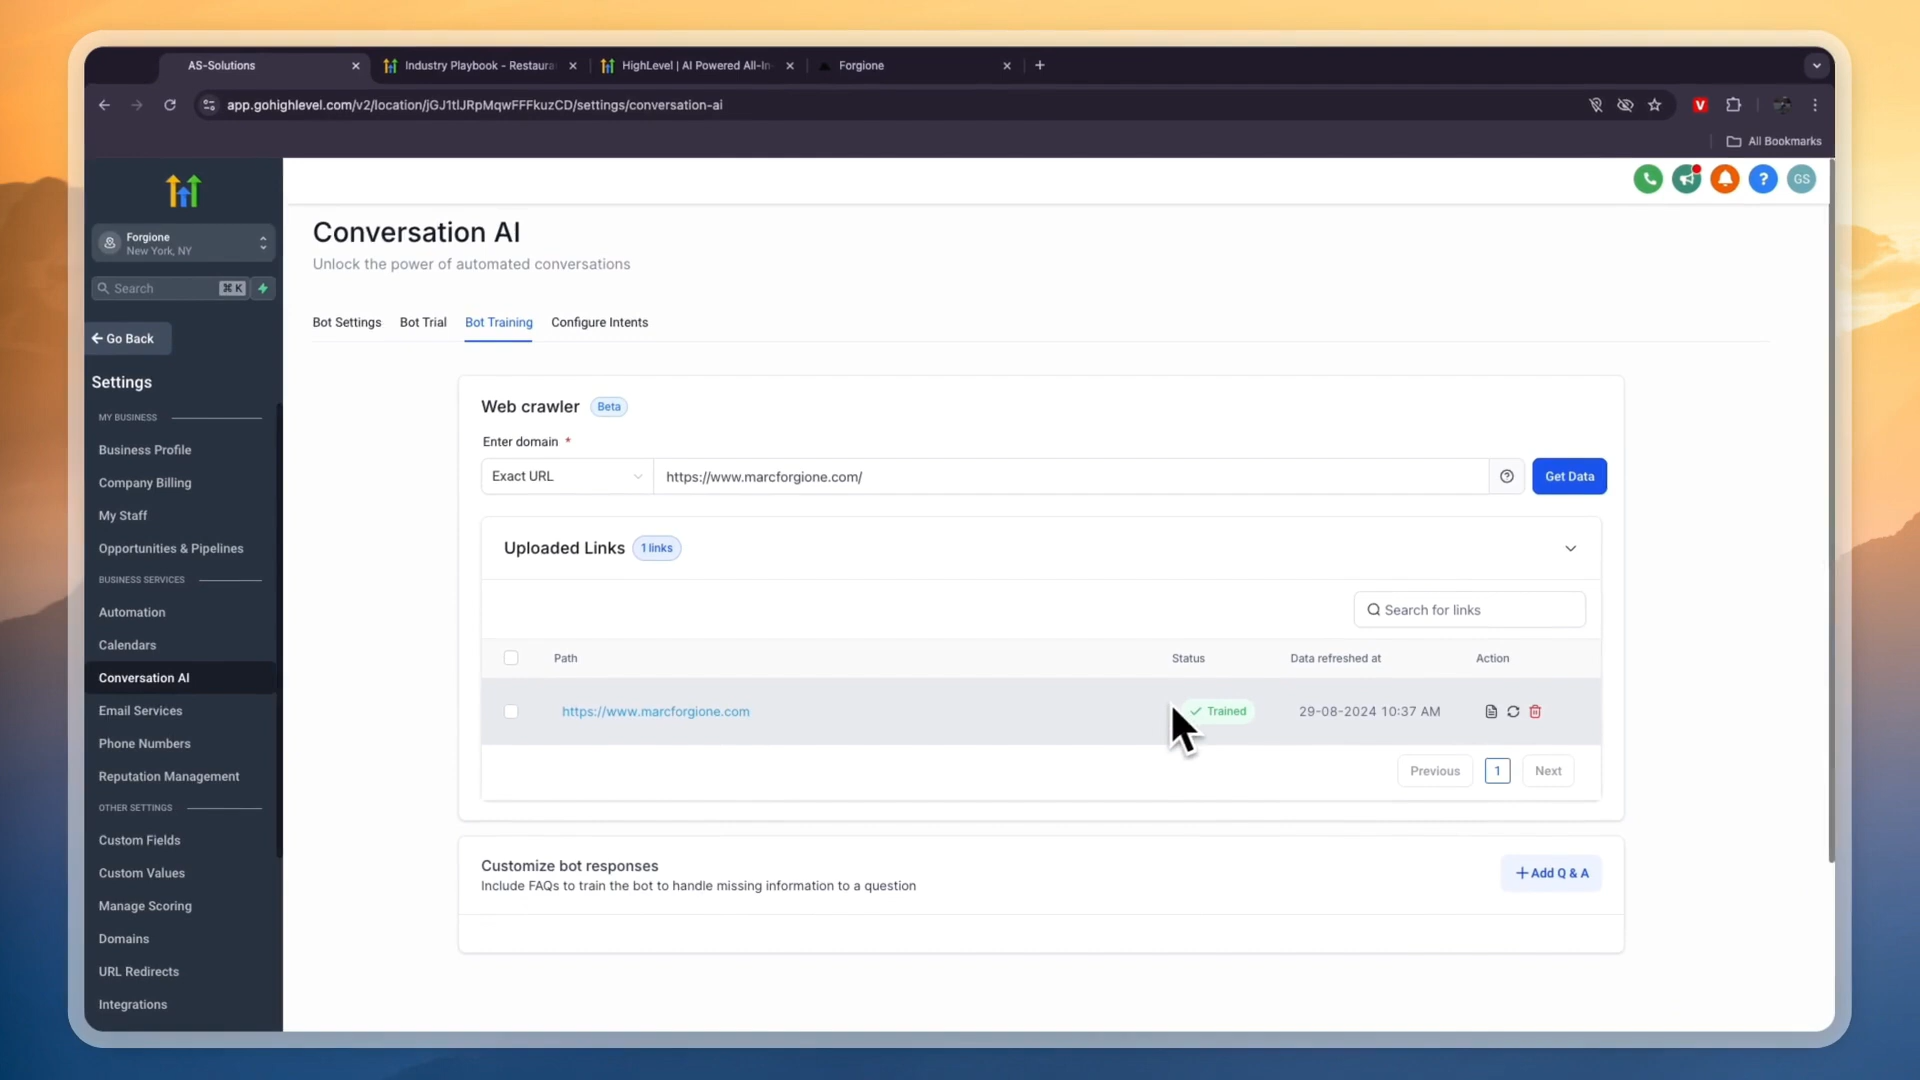 AS-Solutions
Industry Playbook - Restaura
HighLevel | AI Powered All-In-
Forgione
app.gohighlevel.com/v2/location/jGJ1tIJRpMqwFFFkuzCD/settings/conversation-ai
All Bookmarks
Forgione
New York, NY
Search ⌘ K
Go Back
Settings
MY BUSINESS
Business Profile
Company Billing
My Staff
Opportunities & Pipelines
BUSINESS SERVICES
Automation
Calendars
Conversation AI
Email Services
Phone Numbers
Reputation Management
OTHER SETTINGS
Custom Fields
Custom Values
Manage Scoring
Domains
URL Redirects
Integrations
GS
Conversation AI
Unlock the power of automated conversations
Bot Settings Bot Trial Bot Training Configure Intents
Web crawler Beta
Enter domain *
Exact URL https://www.marcforgione.com/ Get Data
Uploaded Links 1 links
Search for links
Path Status Data refreshed at Action
https://www.marcforgione.com Trained 29-08-2024 10:37 AM
Previous 1 Next
Customize bot responses
Include FAQs to train the bot to handle missing information to a question
+ Add Q & A